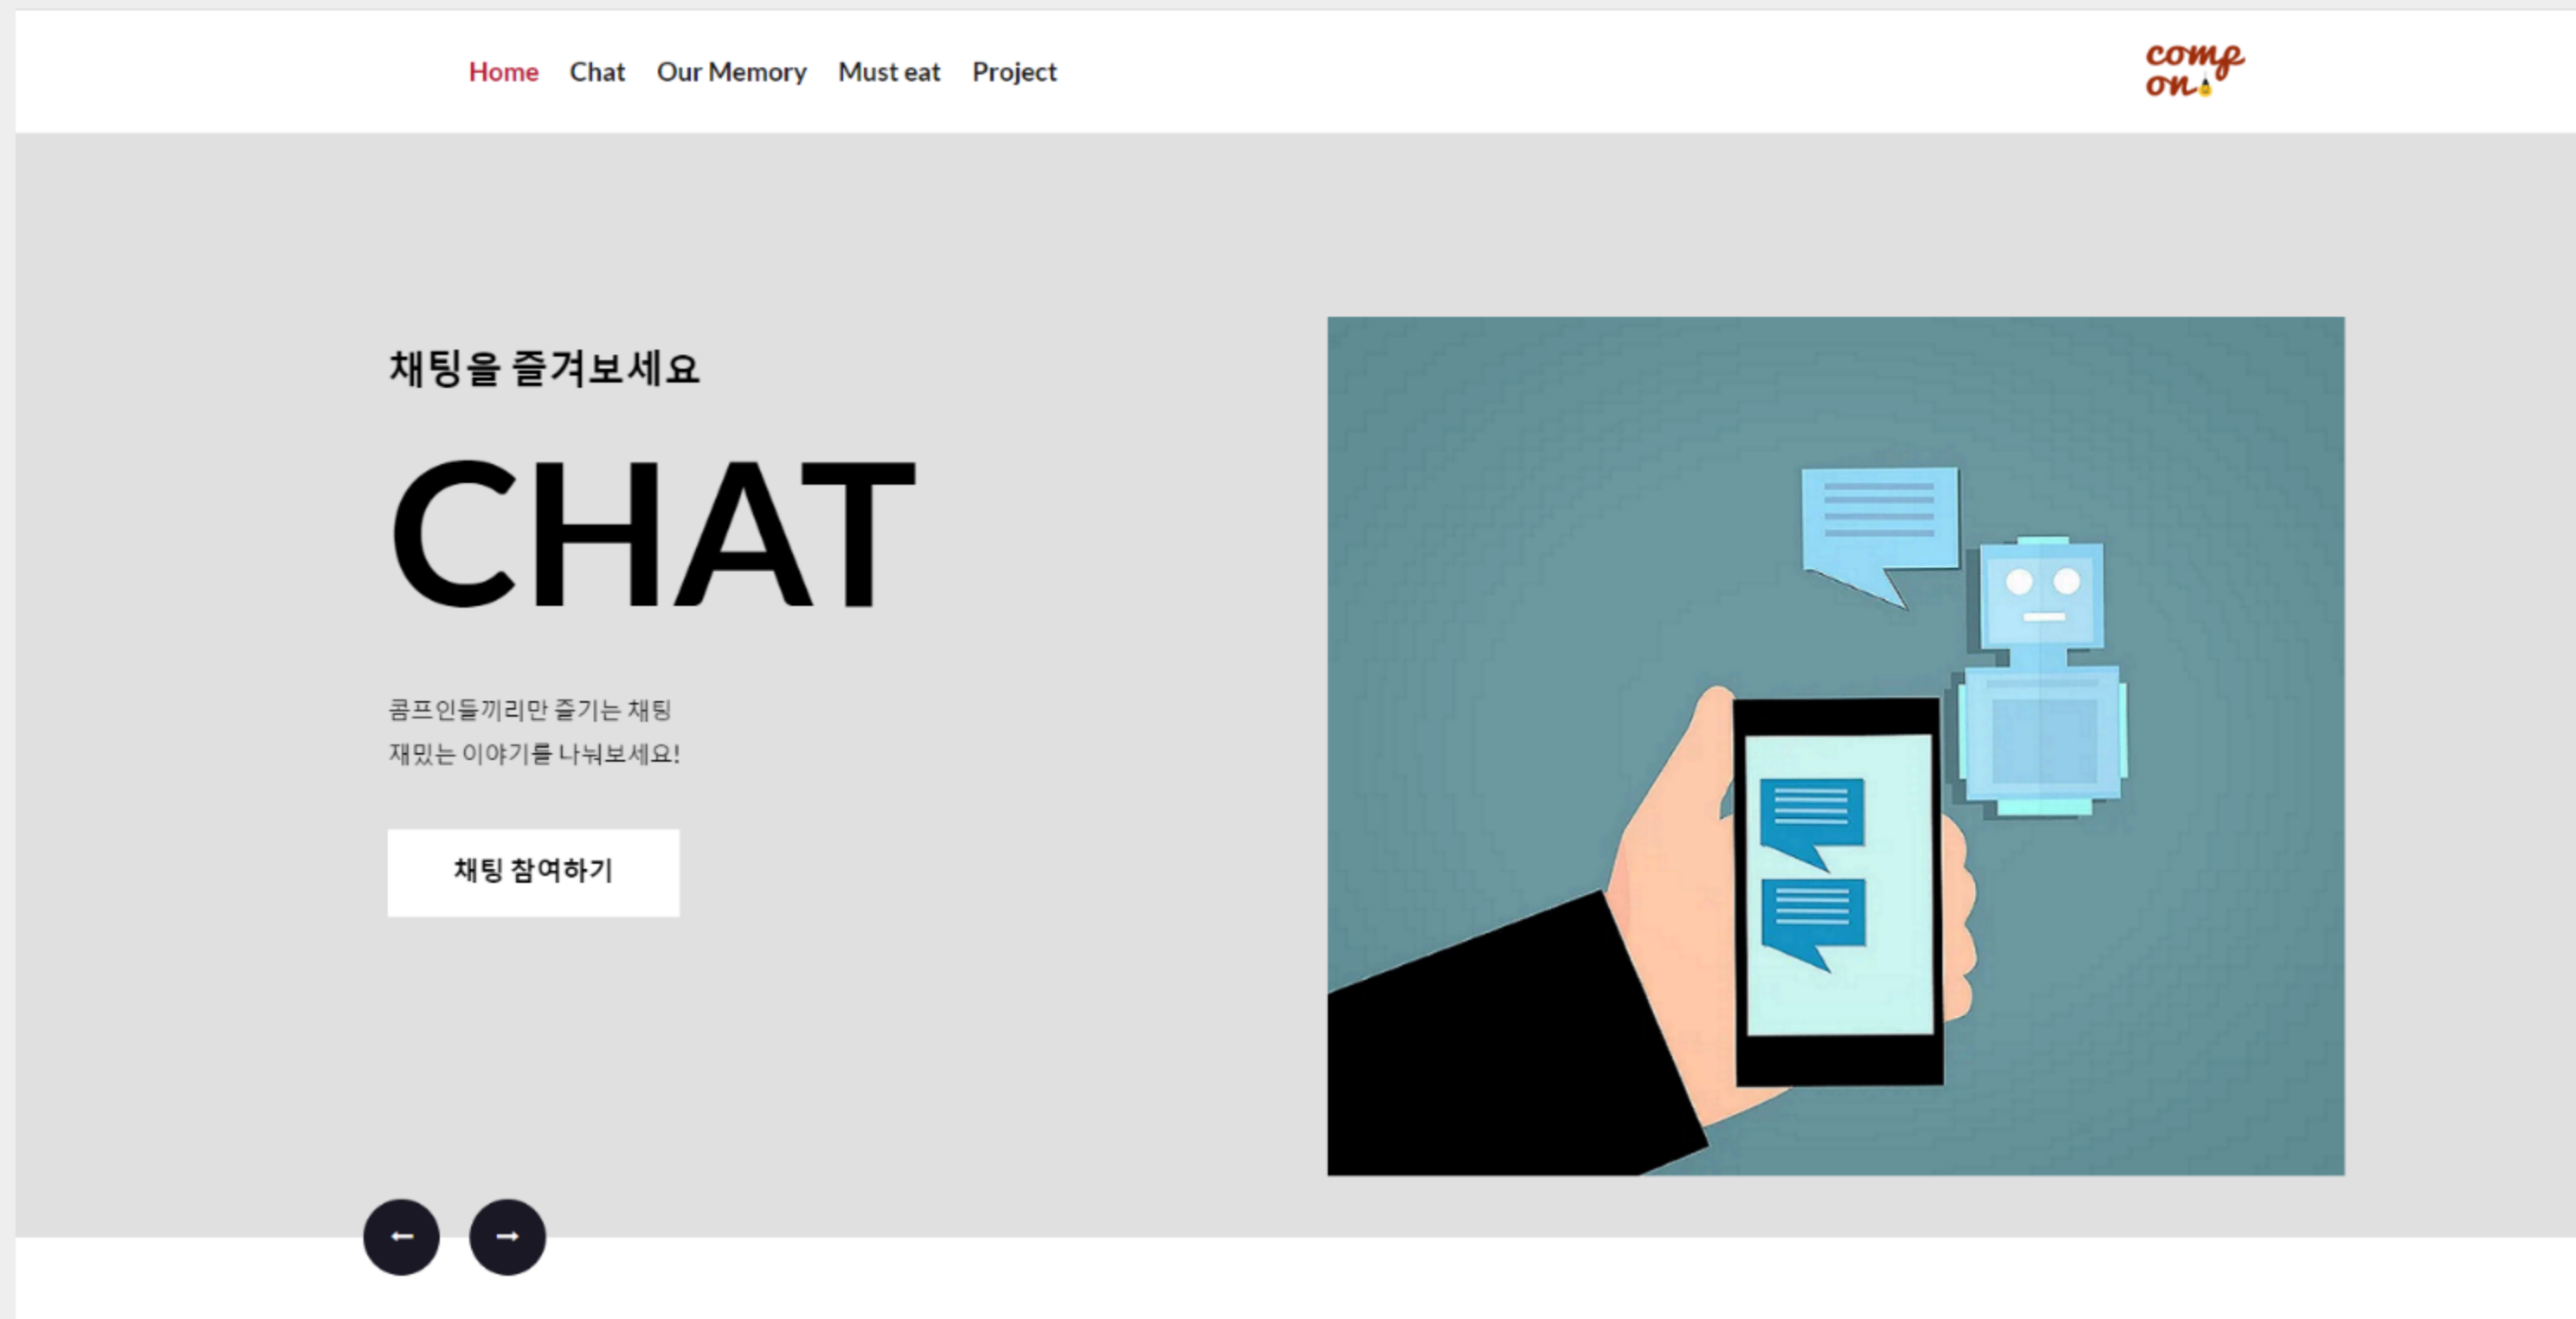 Home Chat Our Memory Must eat Project
comp
on
채팅을 즐겨보세요
CHAT
콤프인들끼리만 즐기는 채팅
재밌는 이야기를 나눠보세요!
채팅 참여하기